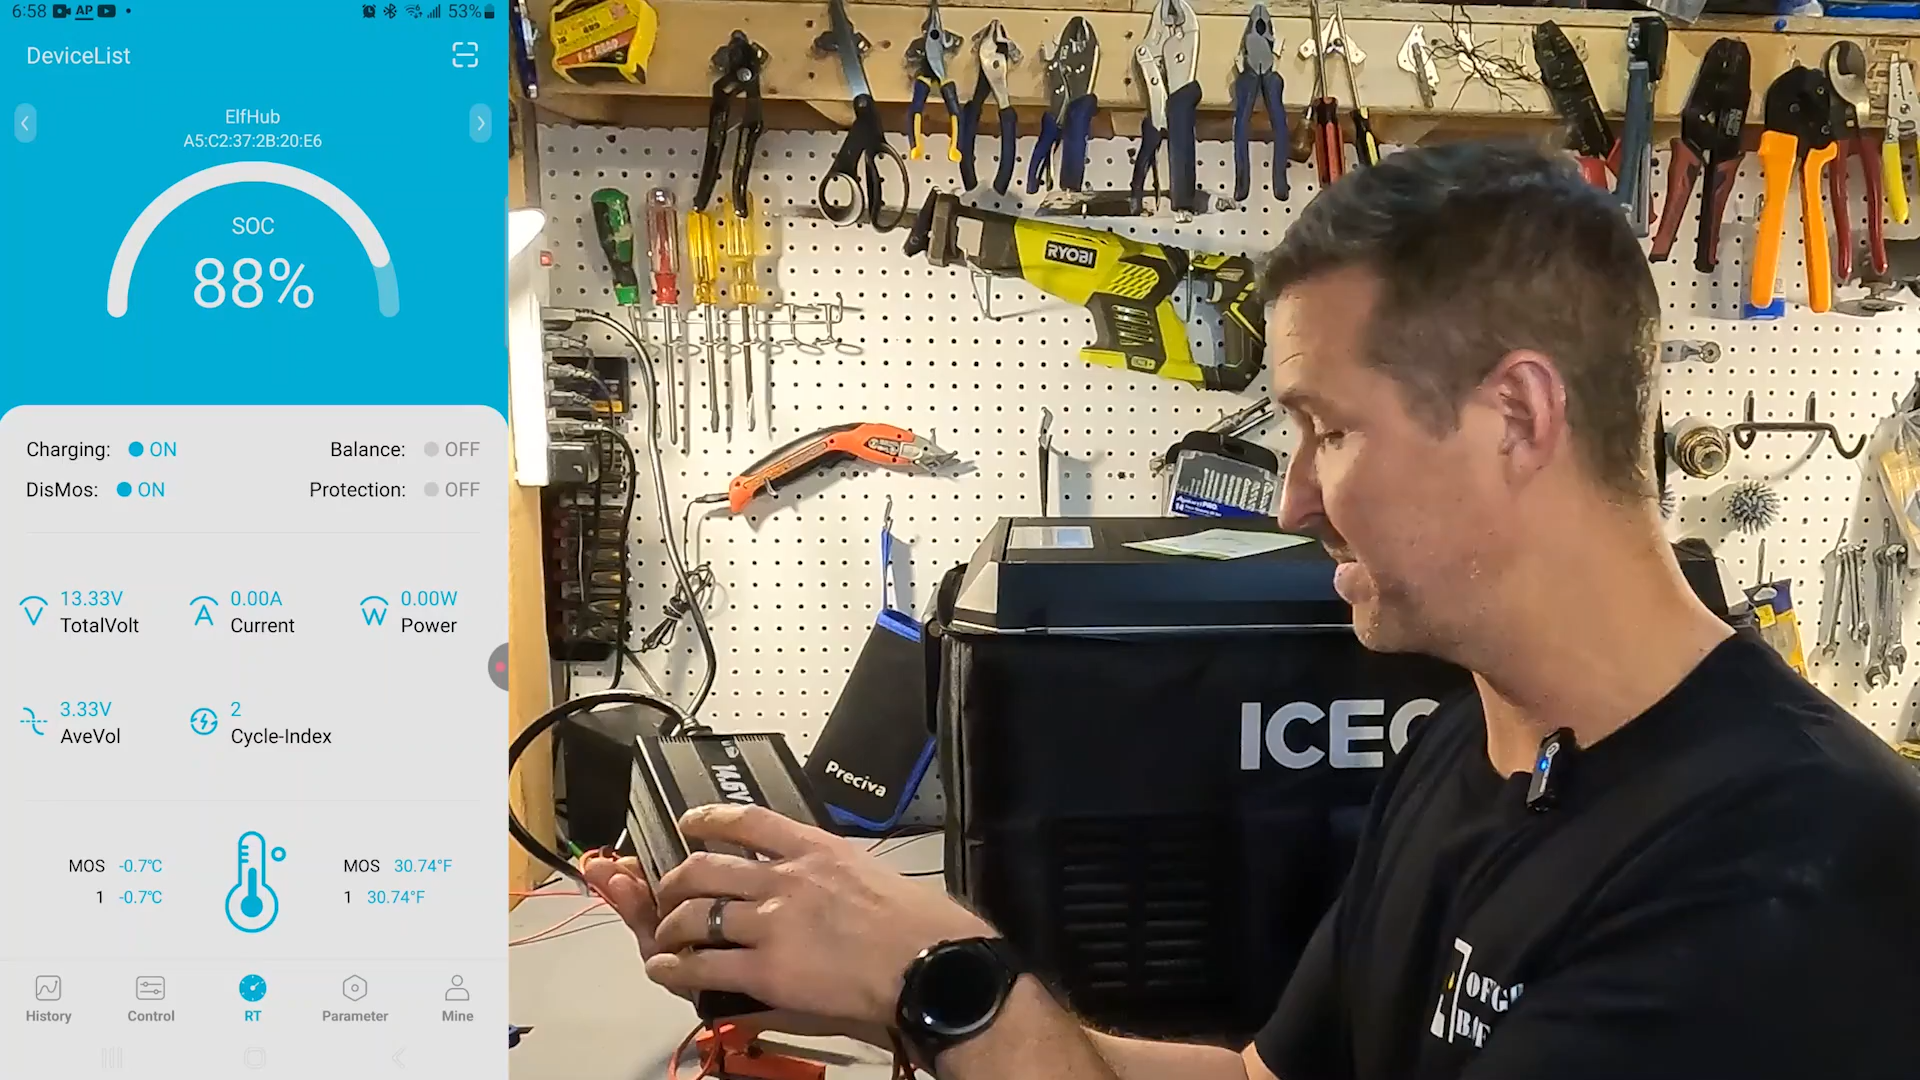 6:58 AP 53%
DeviceList
ElfHub
A5:C2:37:2B:20:E6
SOC
88%
Charging: ON Balance: OFF
DisMos: ON Protection: OFF
13.33V 0.00A 0.00W
TotalVolt Current Power
3.33V 2
AveVol Cycle-Index
MOS -0.7℃ MOS 30.74°F
1 -0.7℃ 1 30.74°F
History Control RT Parameter Mine
RYOBI
ICEC
Preciva
14.6V